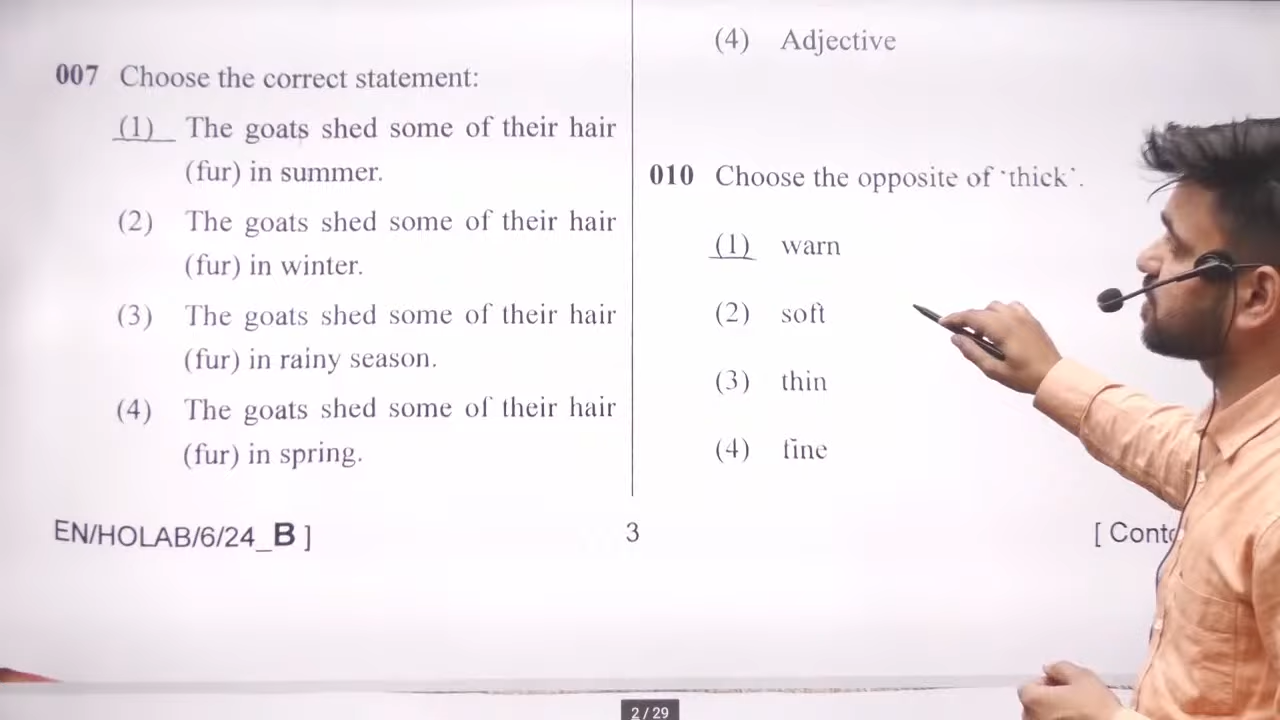 007 Choose the correct statement:
(1) The goats shed some of their hair
(fur) in summer.
(2) The goats shed some of their hair
(fur) in winter.
(3) The goats shed some of their hair
(fur) in rainy season.
(4) The goats shed some of their hair
(fur) in spring.
(4) Adjective
010 Choose the opposite of 'thick'.
(1) warn
(2) soft
(3) thin
(4) fine
EN/HOLAB/6/24_B ]
3
[ Contd
2 / 29